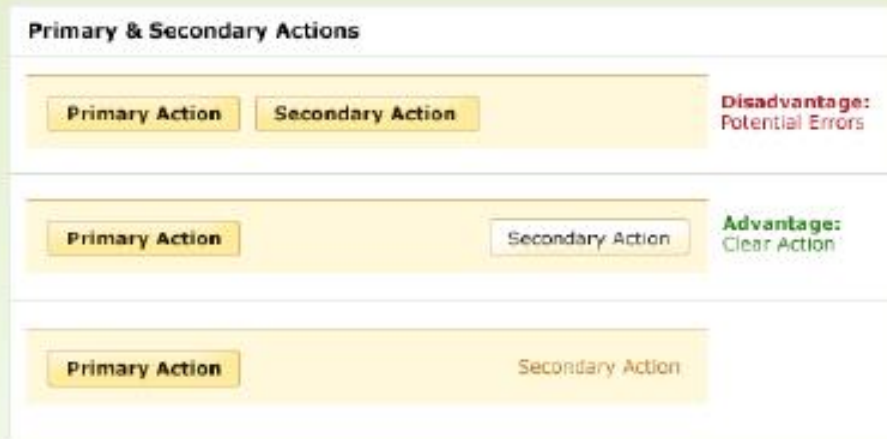 Primary & Secondary Actions
Primary Action Secondary Action Disadvantage:
Potential Errors
Primary Action Secondary Action Advantage:
Clear Action
Primary Action Secondary Action